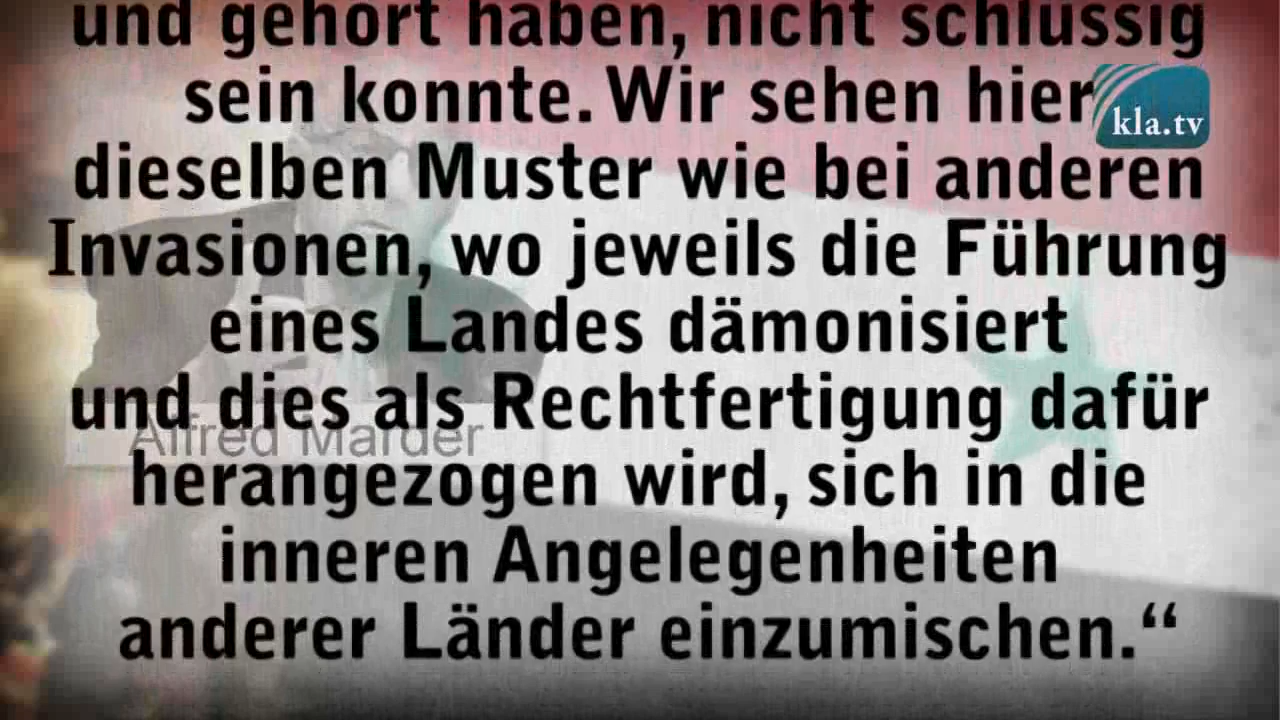 und gehört haben, nicht schlüssig
sein konnte. Wir sehen hier
kla.tv
dieselben Muster wie bei anderen
Invasionen, wo jeweils die Führung
eines Landes dämonisiert
und dies als Rechtfertigung dafür
Alfred Marder
herangezogen wird, sich in die
inneren Angelegenheiten
anderer Länder einzumischen.“